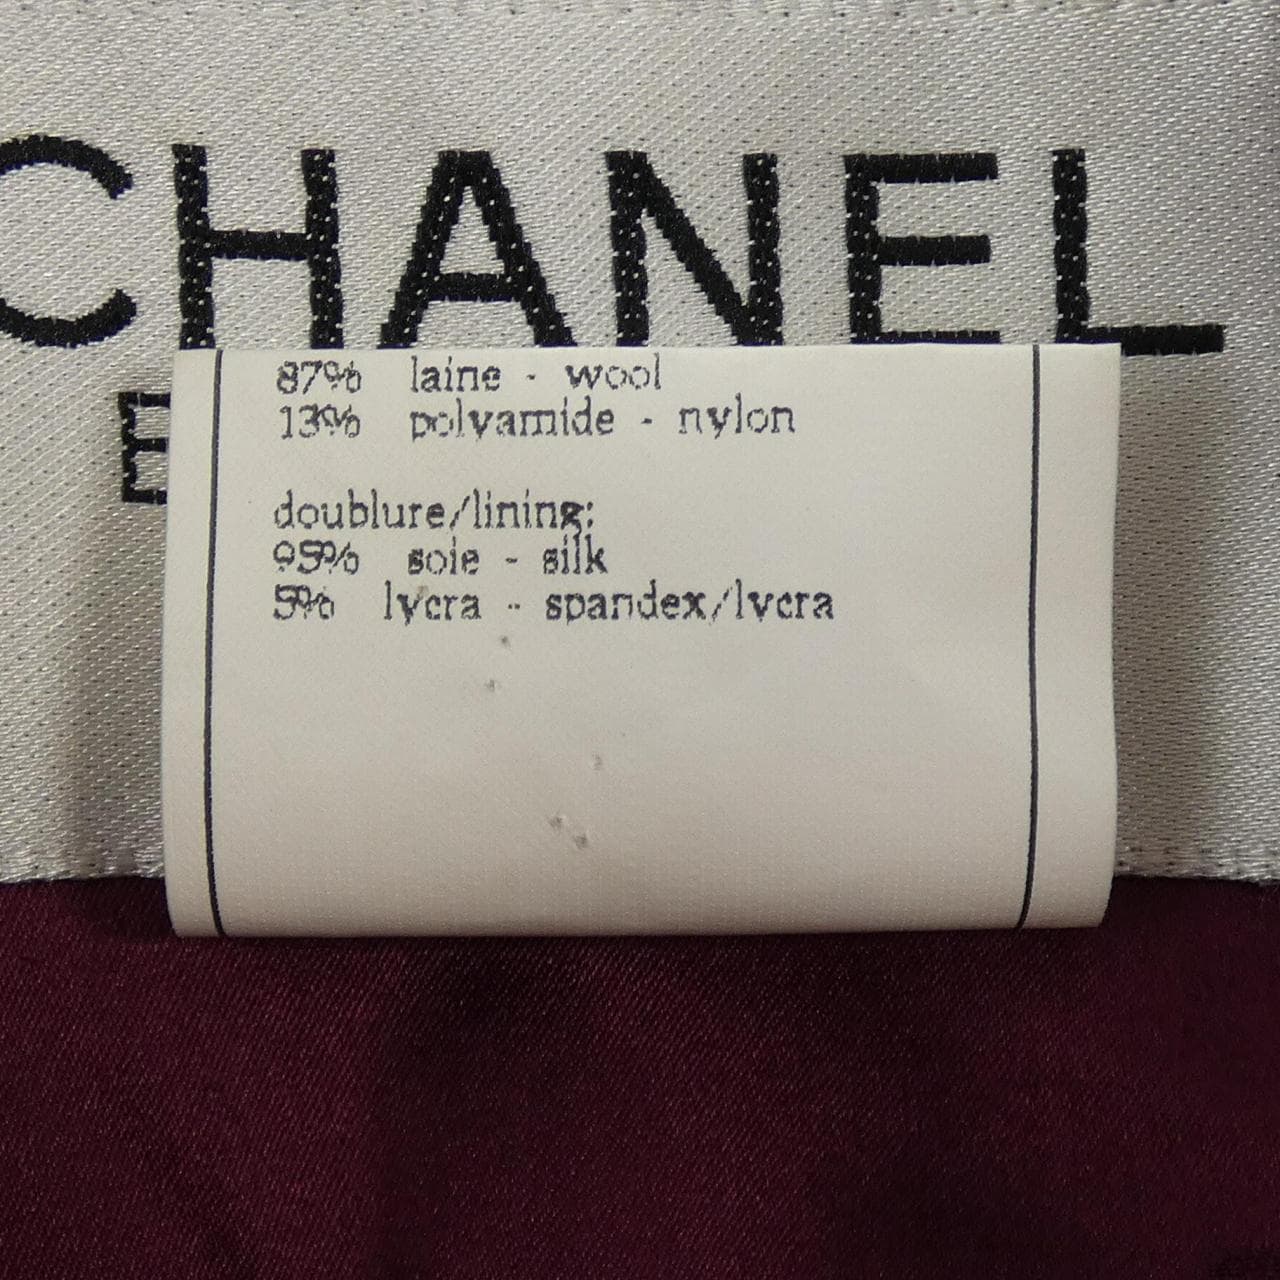 CHANEL
87% laine - wool
13% polyamide - nylon
doublure/lining:
95% soie - silk
5% lycra - spandex/lycra